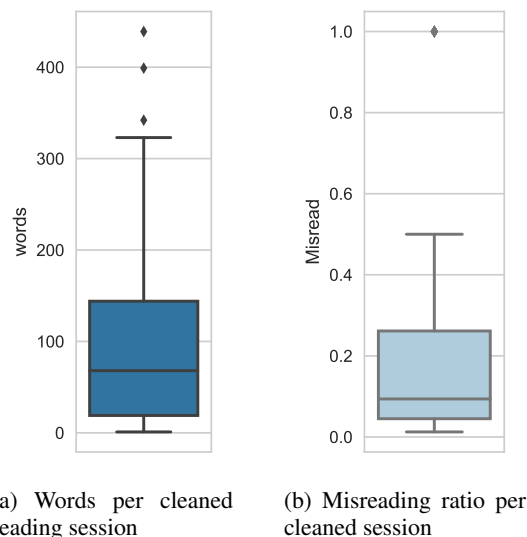 400
300
200
100
0
words
1.0
0.8
0.6
0.4
0.2
0.0
Misread
a) Words per cleaned
eading session
(b) Misreading ratio per
cleaned session